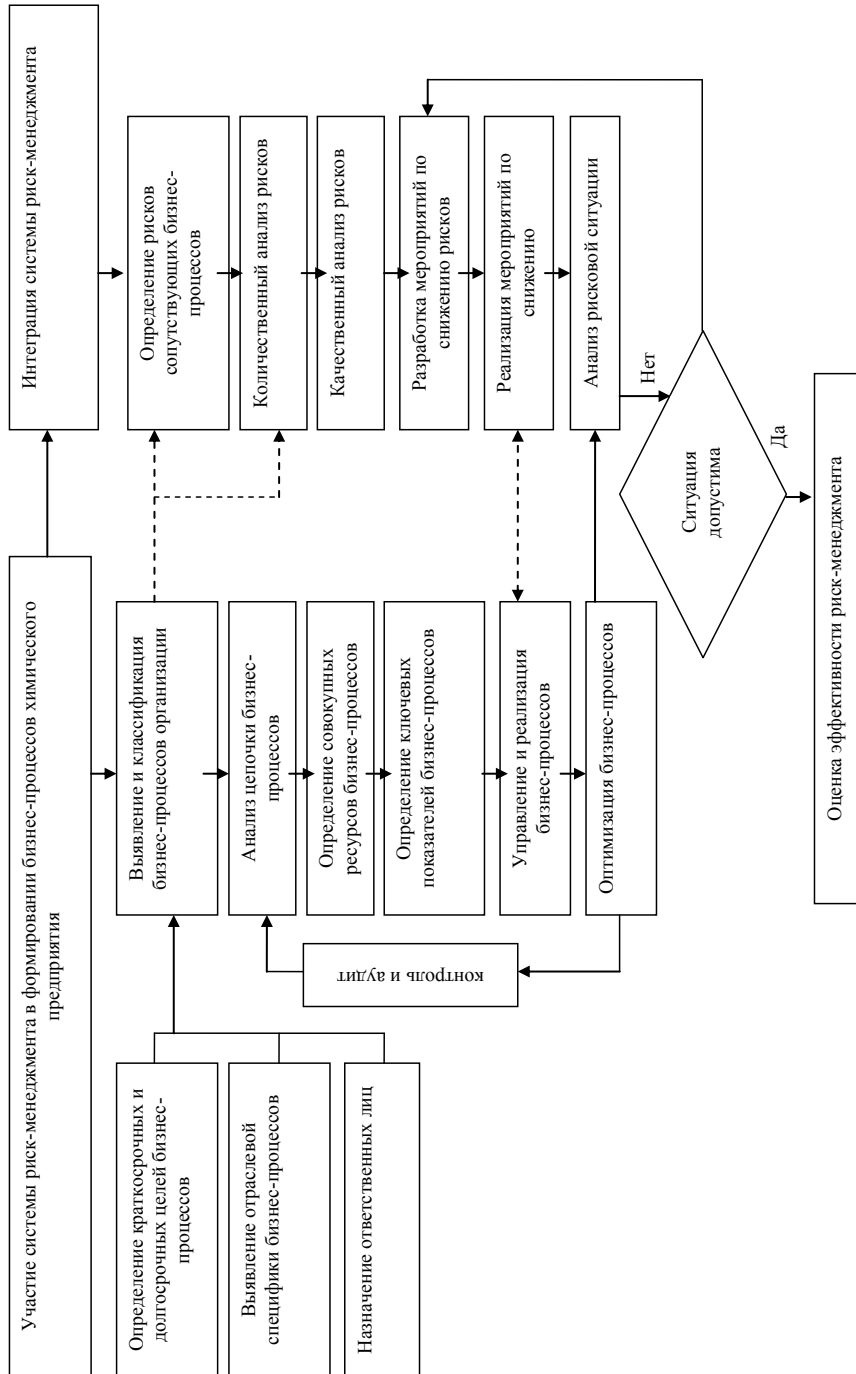 Участие системы риск-менеджмента в формировании бизнес-процессов химического
предприятия
Интеграция системы риск-менеджмента
Определение краткосрочных и
долгосрочных целей бизнес-
процессов
Выявление отраслевой
специфики бизнес-процессов
Назначение ответственных лиц
контроль и аудит
Выявление и классификация
бизнес-процессов организации
Анализ цепочки бизнес-
процессов
Определение совокупных
ресурсов бизнес-процессов
Определение ключевых
показателей бизнес-процессов
Управление и реализация
бизнес-процессов
Оптимизация бизнес-процессов
Определение рисков
сопутствующих бизнес-
процессов
Количественный анализ рисков
Качественный анализ рисков
Разработка мероприятий по
снижению рисков
Реализация мероприятий по
снижению
Анализ рисковой ситуации
Нет
Ситуация
допустима
Да
Оценка эффективности риск-менеджмента